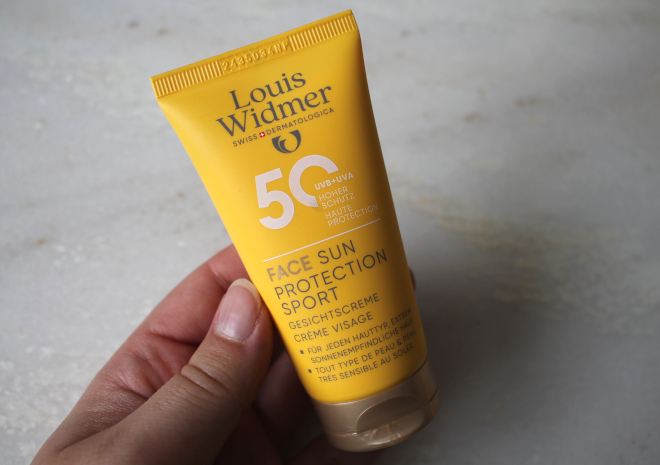 Louis
Widmer
SWISS DERMATOLOGICA
50
UVB+UVA
HOHER
SCHUTZ
HAUTE
PROTECTION
FACE SUN
PROTECTION
SPORT
GESICHTSCREME
CRÈME VISAGE
FÜR JEDEN HAUTTYP,
SONNENEMPFINDLICHE
TOUT TYPE DE PEAU &
TRÈS SENSIBLE AU SOLEIL